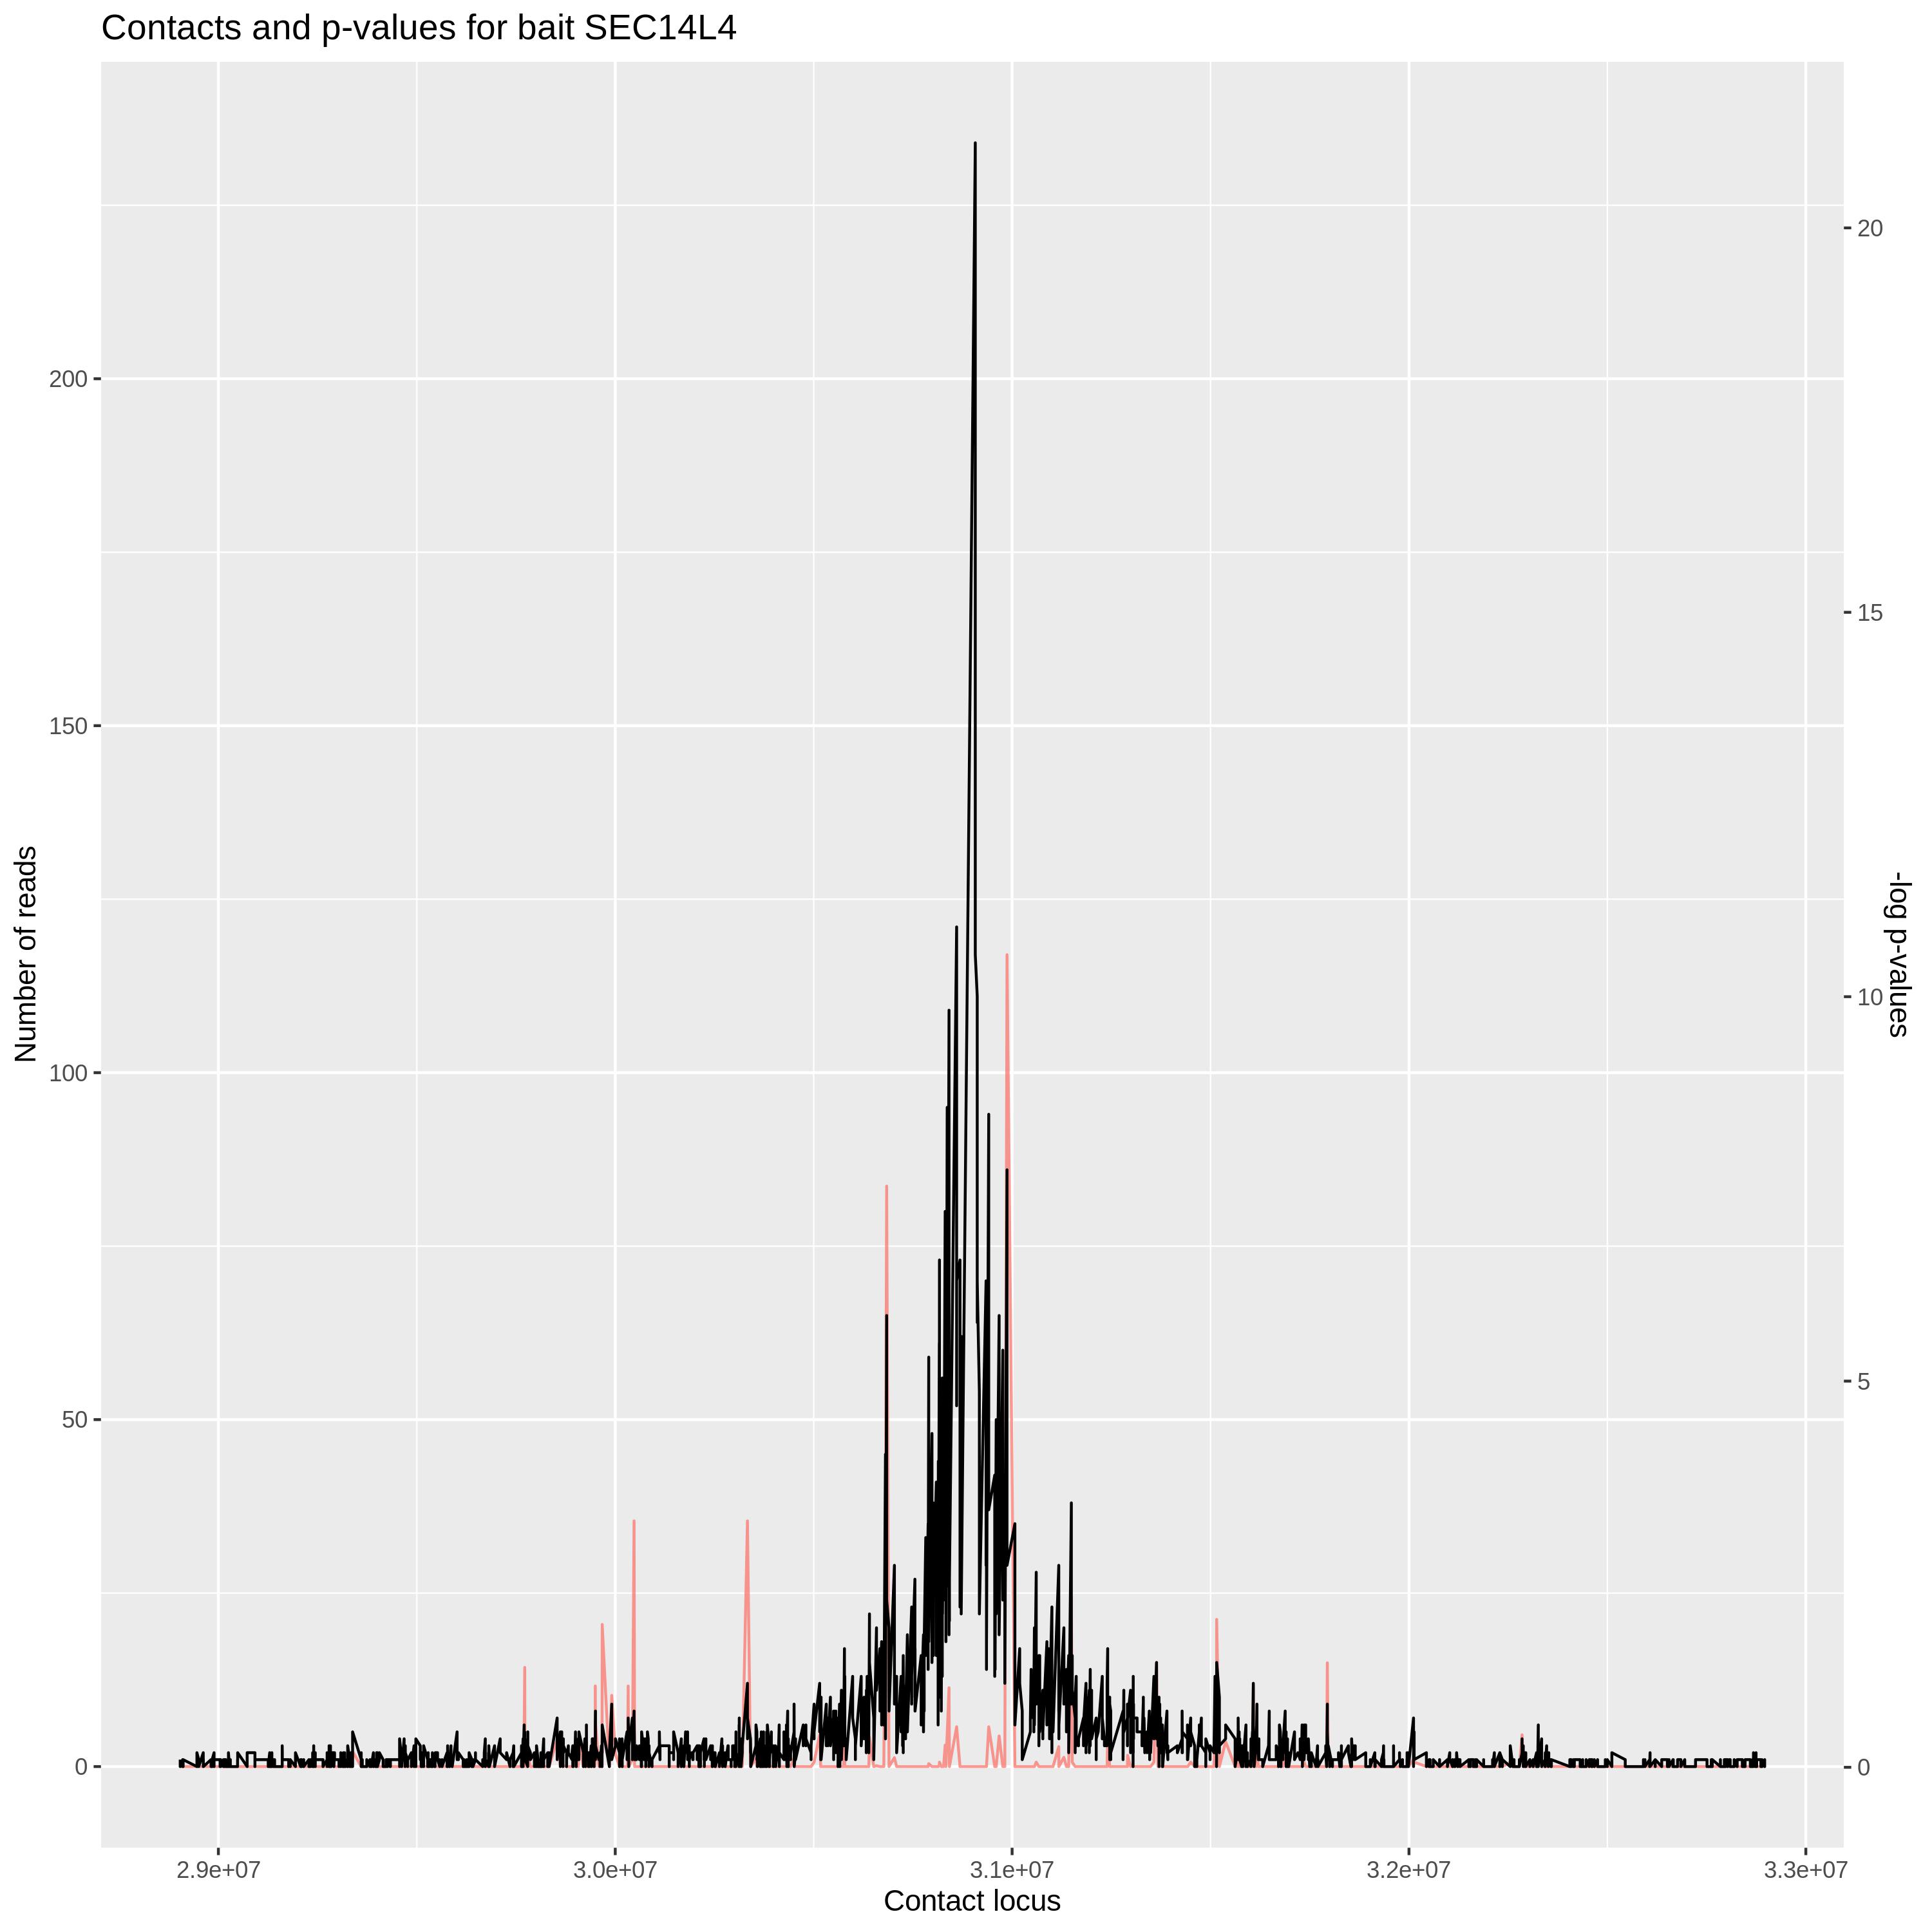 Contacts and p-values for bait SEC14L4
200
150
100
50
0
Number of reads
20
15
10
5
0
-log p-values
2.9e+07 3.0e+07 3.1e+07 3.2e+07 3.3e+07
Contact locus